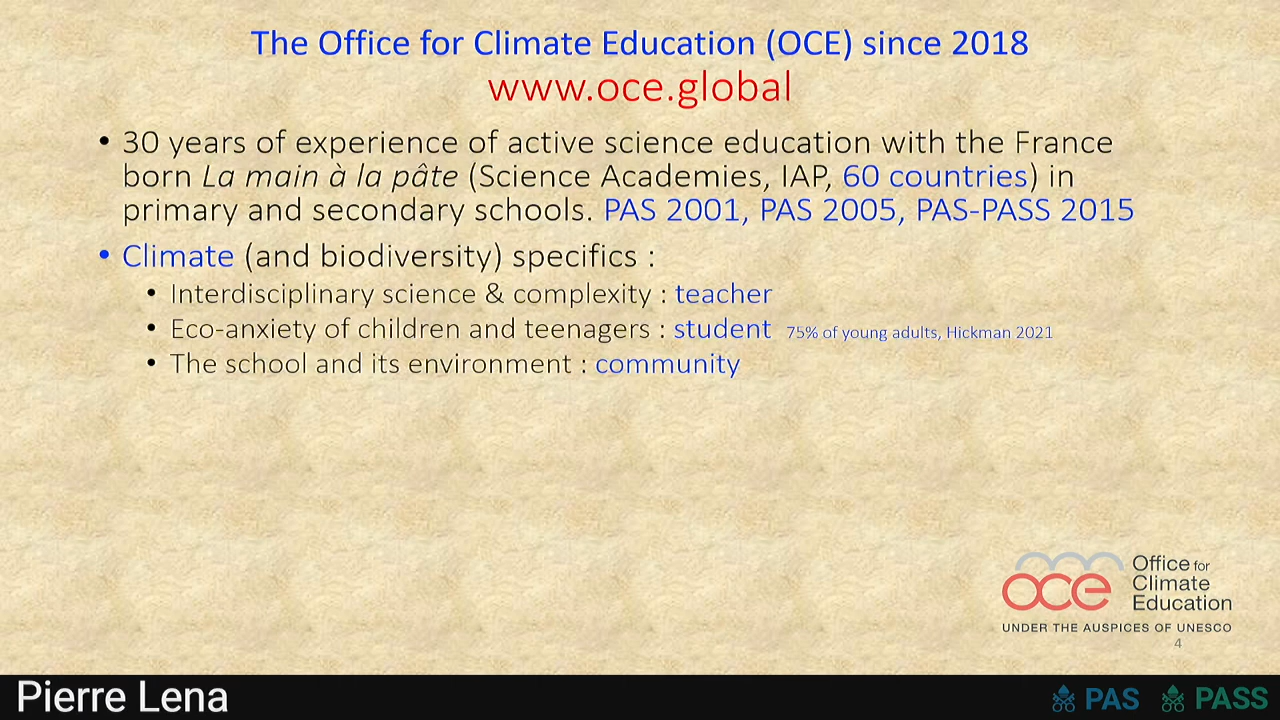 The Office for Climate Education (OCE) since 2018
www.oce.global
• 30 years of experience of active science education with the France
born La main à la pâte (Science Academies, IAP, 60 countries) in
primary and secondary schools. PAS 2001, PAS 2005, PAS-PASS 2015
• Climate (and biodiversity) specifics :
• Interdisciplinary science & complexity : teacher
• Eco-anxiety of children and teenagers : student 75% of young adults, Hickman 2021
• The school and its environment : community
oce
Office for
Climate
Education
UNDER THE AUSPICES OF UNESCO
4
Pierre Lena
PAS PASS